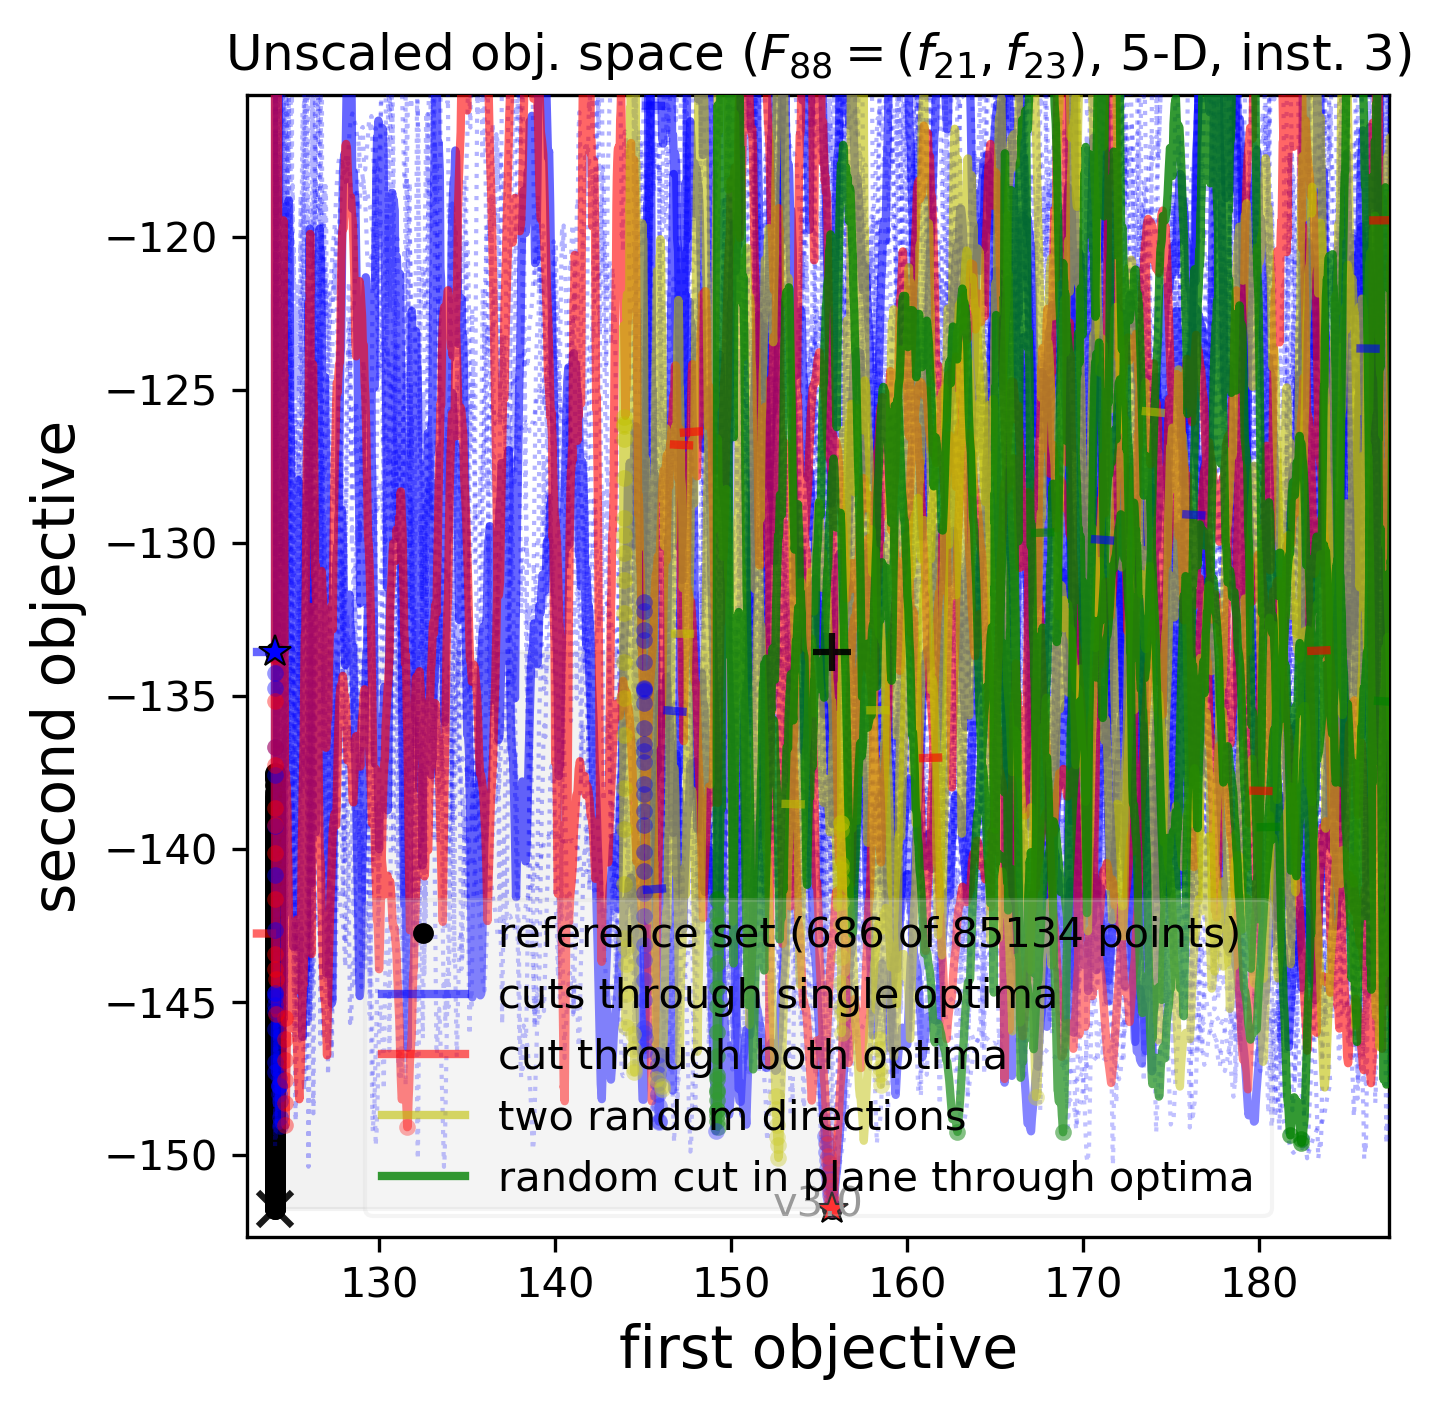 Unscaled obj. space (F₈₈ = (f₂₁, f₂₃), 5-D, inst. 3)
second objective
−120
−125
−130
−135
−140
−145
−150
reference set (686 of 85134 points)
cuts through single optima
cut through both optima
two random directions
random cut in plane through optima
130
140
150
160
170
180
first objective